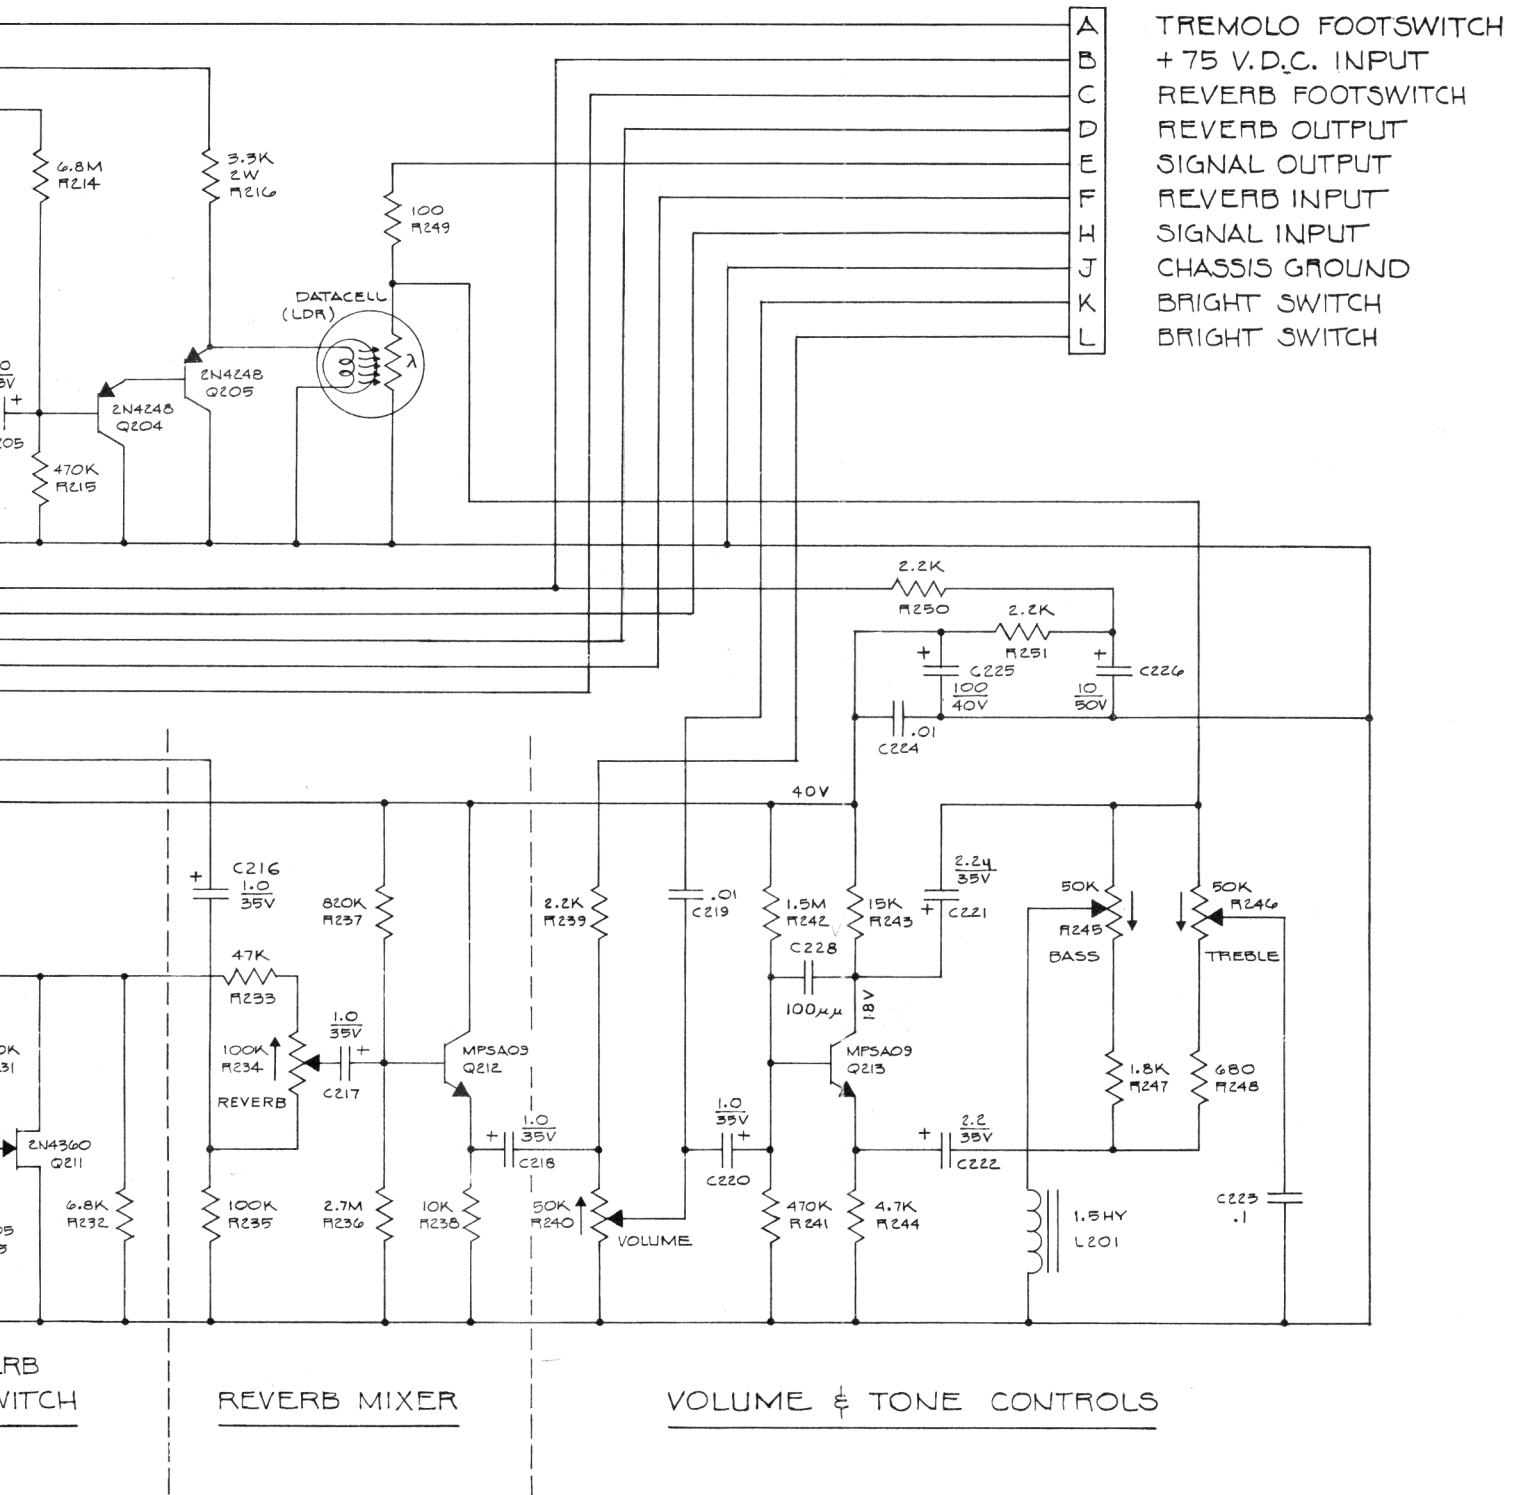 A TREMOLO FOOTSWITCH
B +75 V.D.C. INPUT
C REVERB FOOTSWITCH
D REVERB OUTPUT
E SIGNAL OUTPUT
F REVERB INPUT
H SIGNAL INPUT
J CHASSIS GROUND
K BRIGHT SWITCH
L BRIGHT SWITCH
6.8M
R214
3.3K
2W
R216
100
R249
DATACELL
(LDR)
λ
2N4248
Q205
2N4248
Q204
+
470K
R215
2.2K
R250
2.2K
R251
+
C225
100
40V
+
C226
10
50V
.01
C224
40V
C216
+
1.0
35V
820K
R237
2.2K
R239
.01
C219
1.5M
R242
15K
R243
2.2µ
35V
+
C221
50K
R245
BASS
50K
R246
TREBLE
C228
100µµ
18V
47K
R233
100K
R234
REVERB
1.0
35V
+
C217
MPSA09
Q212
MPSA09
Q213
1.8K
R247
680
R248
2N4360
Q211
6.8K
R232
100K
R235
2.7M
R236
10K
R238
+
1.0
35V
C218
50K
R240
VOLUME
1.0
35V
+
C220
470K
R241
4.7K
R244
+
2.2
35V
C222
1.5HY
L201
C223
.1
REVERB MIXER
VOLUME & TONE CONTROLS